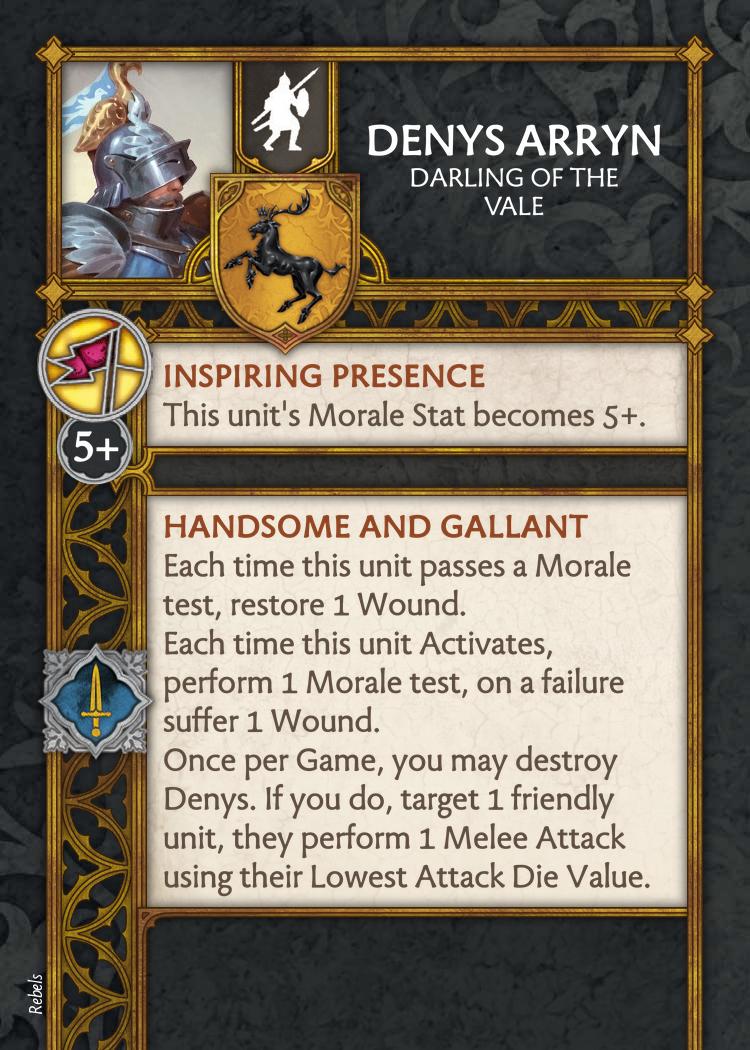 DENYS ARRYN
DARLING OF THE
VALE
INSPIRING PRESENCE
This unit's Morale Stat becomes 5+.
5+
HANDSOME AND GALLANT
Each time this unit passes a Morale
test, restore 1 Wound.
Each time this unit Activates,
perform 1 Morale test, on a failure
suffer 1 Wound.
Once per Game, you may destroy
Denys. If you do, target 1 friendly
unit, they perform 1 Melee Attack
using their Lowest Attack Die Value.
Rebels